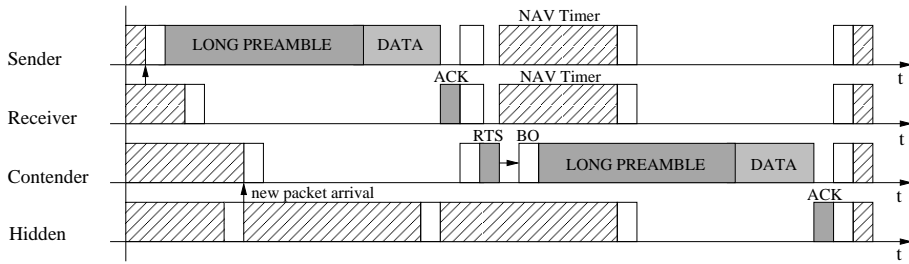 NAV Timer
LONG PREAMBLE DATA
Sender
t
ACK NAV Timer
Receiver
t
RTS BO
LONG PREAMBLE DATA
Contender
t
new packet arrival ACK
Hidden
t